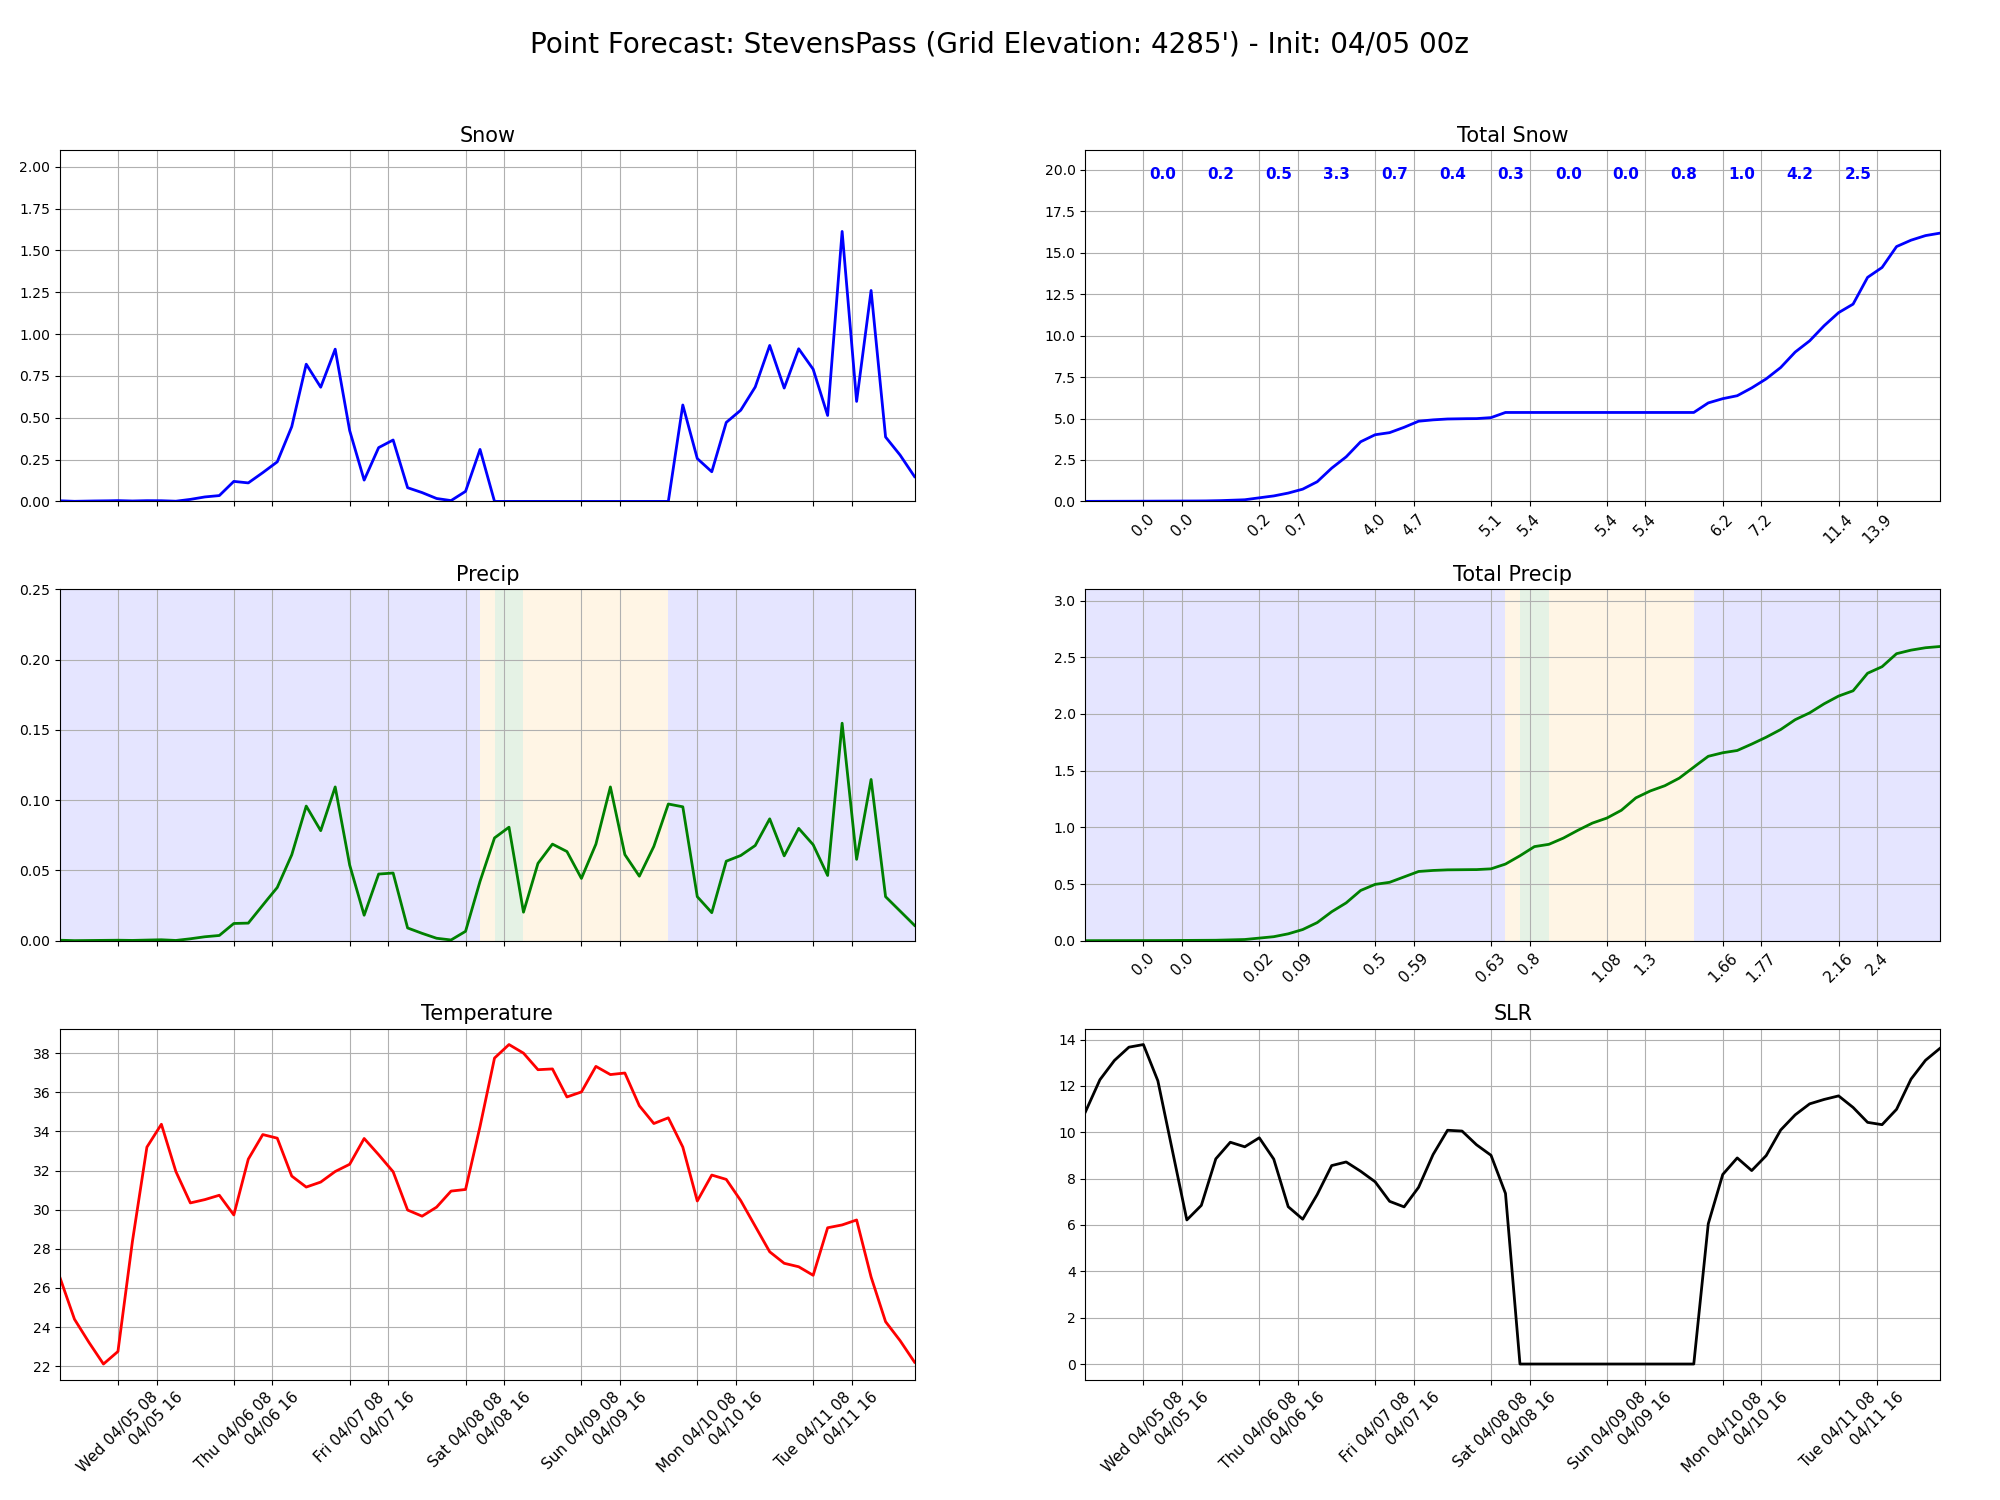 Point Forecast: StevensPass (Grid Elevation: 4285') - Init: 04/05 00z
Snow
2.00
1.75
1.50
1.25
1.00
0.75
0.50
0.25
0.00
Total Snow
0.0 0.2 0.5 3.3 0.7 0.4 0.3 0.0 0.0 0.8 1.0 4.2 2.5
20.0
17.5
15.0
12.5
10.0
7.5
5.0
2.5
0.0
0.0 0.0 0.2 0.7 4.0 4.7 5.1 5.4 5.4 5.4 6.2 7.2 11.4 13.9
Precip
0.25
0.20
0.15
0.10
0.05
0.00
Total Precip
3.0
2.5
2.0
1.5
1.0
0.5
0.0
0.0 0.0 0.02 0.09 0.5 0.59 0.63 0.8 1.08 1.3 1.66 1.77 2.16 2.4
Temperature
38
36
34
32
30
28
26
24
22
Wed 04/05 08
04/05 16
Thu 04/06 08
04/06 16
Fri 04/07 08
04/07 16
Sat 04/08 08
04/08 16
Sun 04/09 08
04/09 16
Mon 04/10 08
04/10 16
Tue 04/11 08
04/11 16
SLR
14
12
10
8
6
4
2
0
Wed 04/05 08
04/05 16
Thu 04/06 08
04/06 16
Fri 04/07 08
04/07 16
Sat 04/08 08
04/08 16
Sun 04/09 08
04/09 16
Mon 04/10 08
04/10 16
Tue 04/11 08
04/11 16